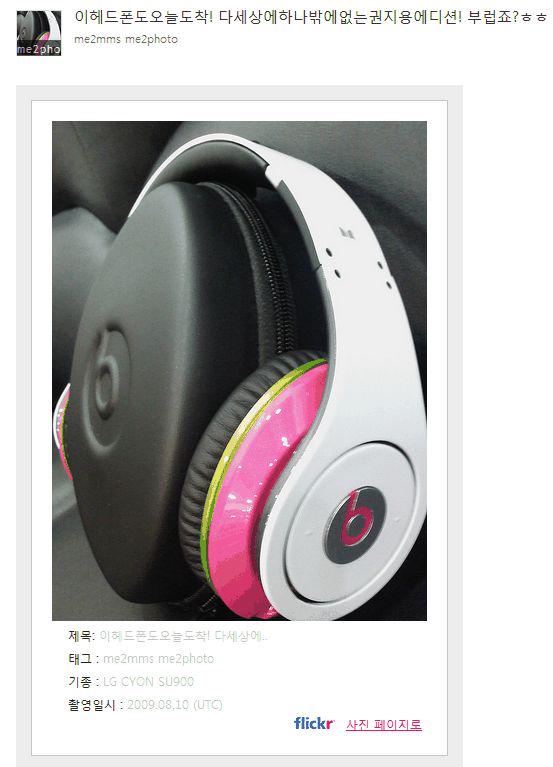 me2pho
이헤드폰도오늘도착! 다세상에하나밖에없는권지용에디션! 부럽죠?ㅎㅎ
me2mms me2photo
b
b
제목: 이헤드폰도오늘도착! 다세상에..
태그 : me2mms me2photo
기종 : LG CYON SU900
촬영일시 : 2009.08.10 (UTC)
flickr 사진 페이지로